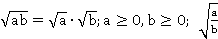 √ab = √a · √b; a ≥ 0, b ≥ 0; √(a/b)